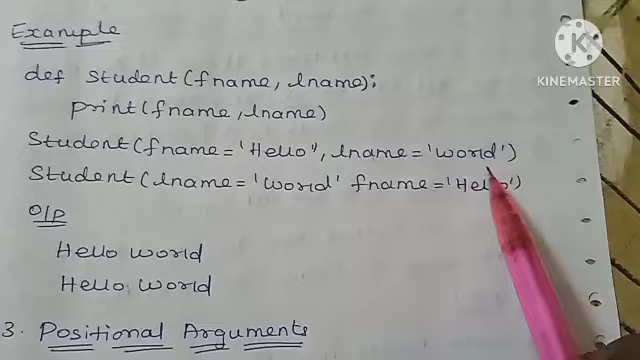 Example
KINEMASTER
def Student(fname, lname):
print(fname, lname)
Student(fname='Hello', lname='world')
Student(lname='World' fname='Hello')
O/P
Hello world
Hello world
3. Positional Arguments